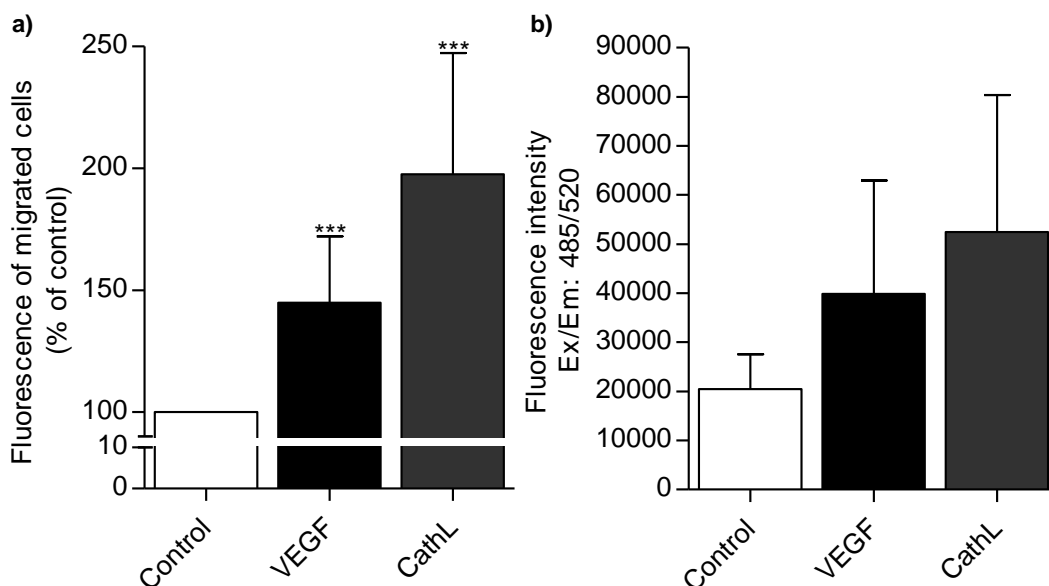 a)
Fluorescence of migrated cells
(% of control)
250
200
150
100
10
0
***
***
Control
VEGF
CathL
b)
Fluorescence intensity
Ex/Em: 485/520
90000
80000
70000
60000
50000
40000
30000
20000
10000
0
Control
VEGF
CathL